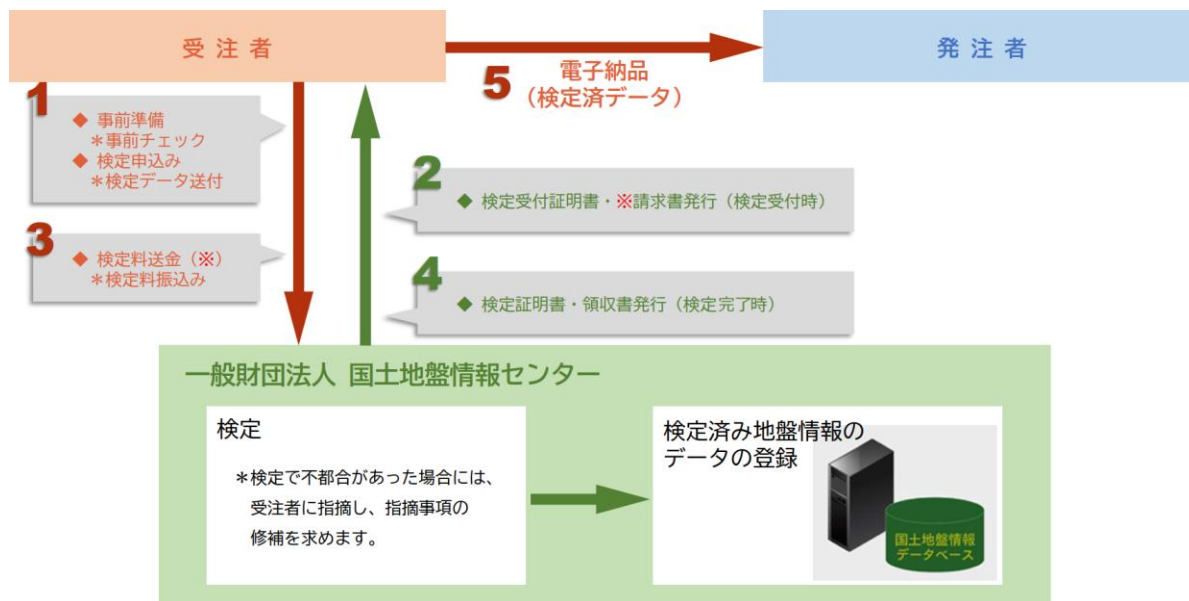 受注者
発注者
5
電子納品
（検定済データ）
1
◆ 事前準備
＊事前チェック
◆ 検定申込み
＊検定データ送付
2
◆ 検定受付証明書・※請求書発行（検定受付時）
3
◆ 検定料送金（※）
＊検定料振込み
4
◆ 検定証明書・領収書発行（検定完了時）
一般財団法人 国土地盤情報センター
検定
＊検定で不都合があった場合には、
受注者に指摘し、指摘事項の
修補を求めます。
検定済み地盤情報の
データの登録
国土地盤情報
データベース